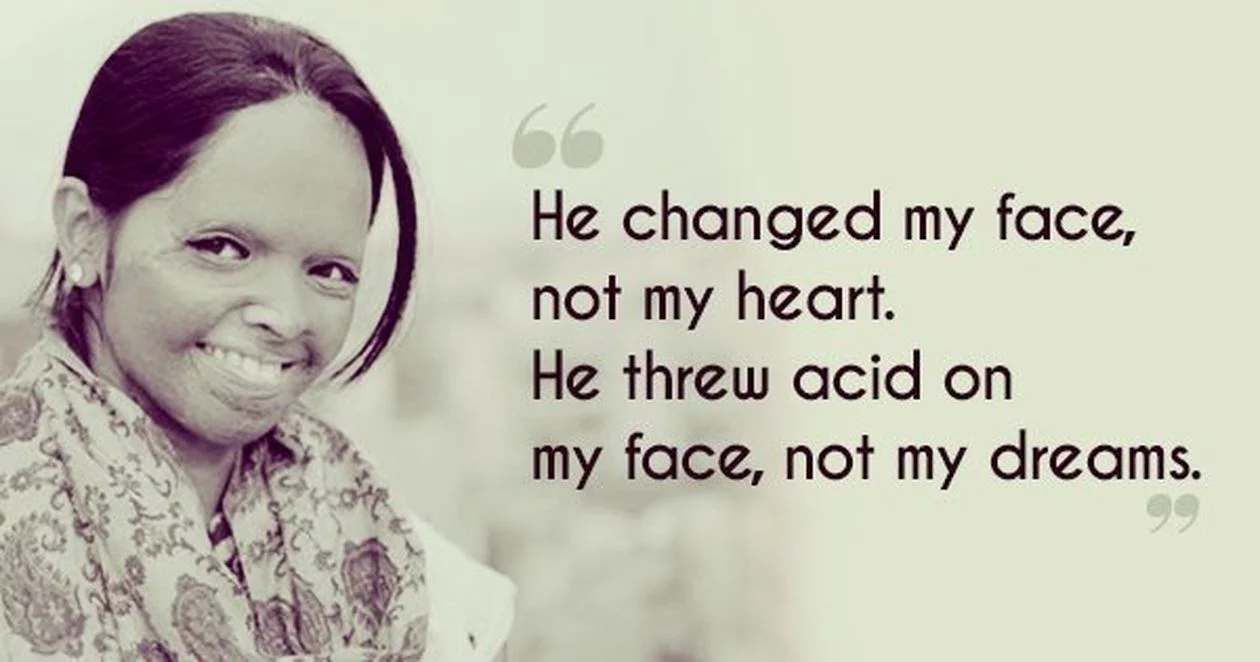 “
He changed my face,
not my heart.
He threw acid on
my face, not my dreams.
”